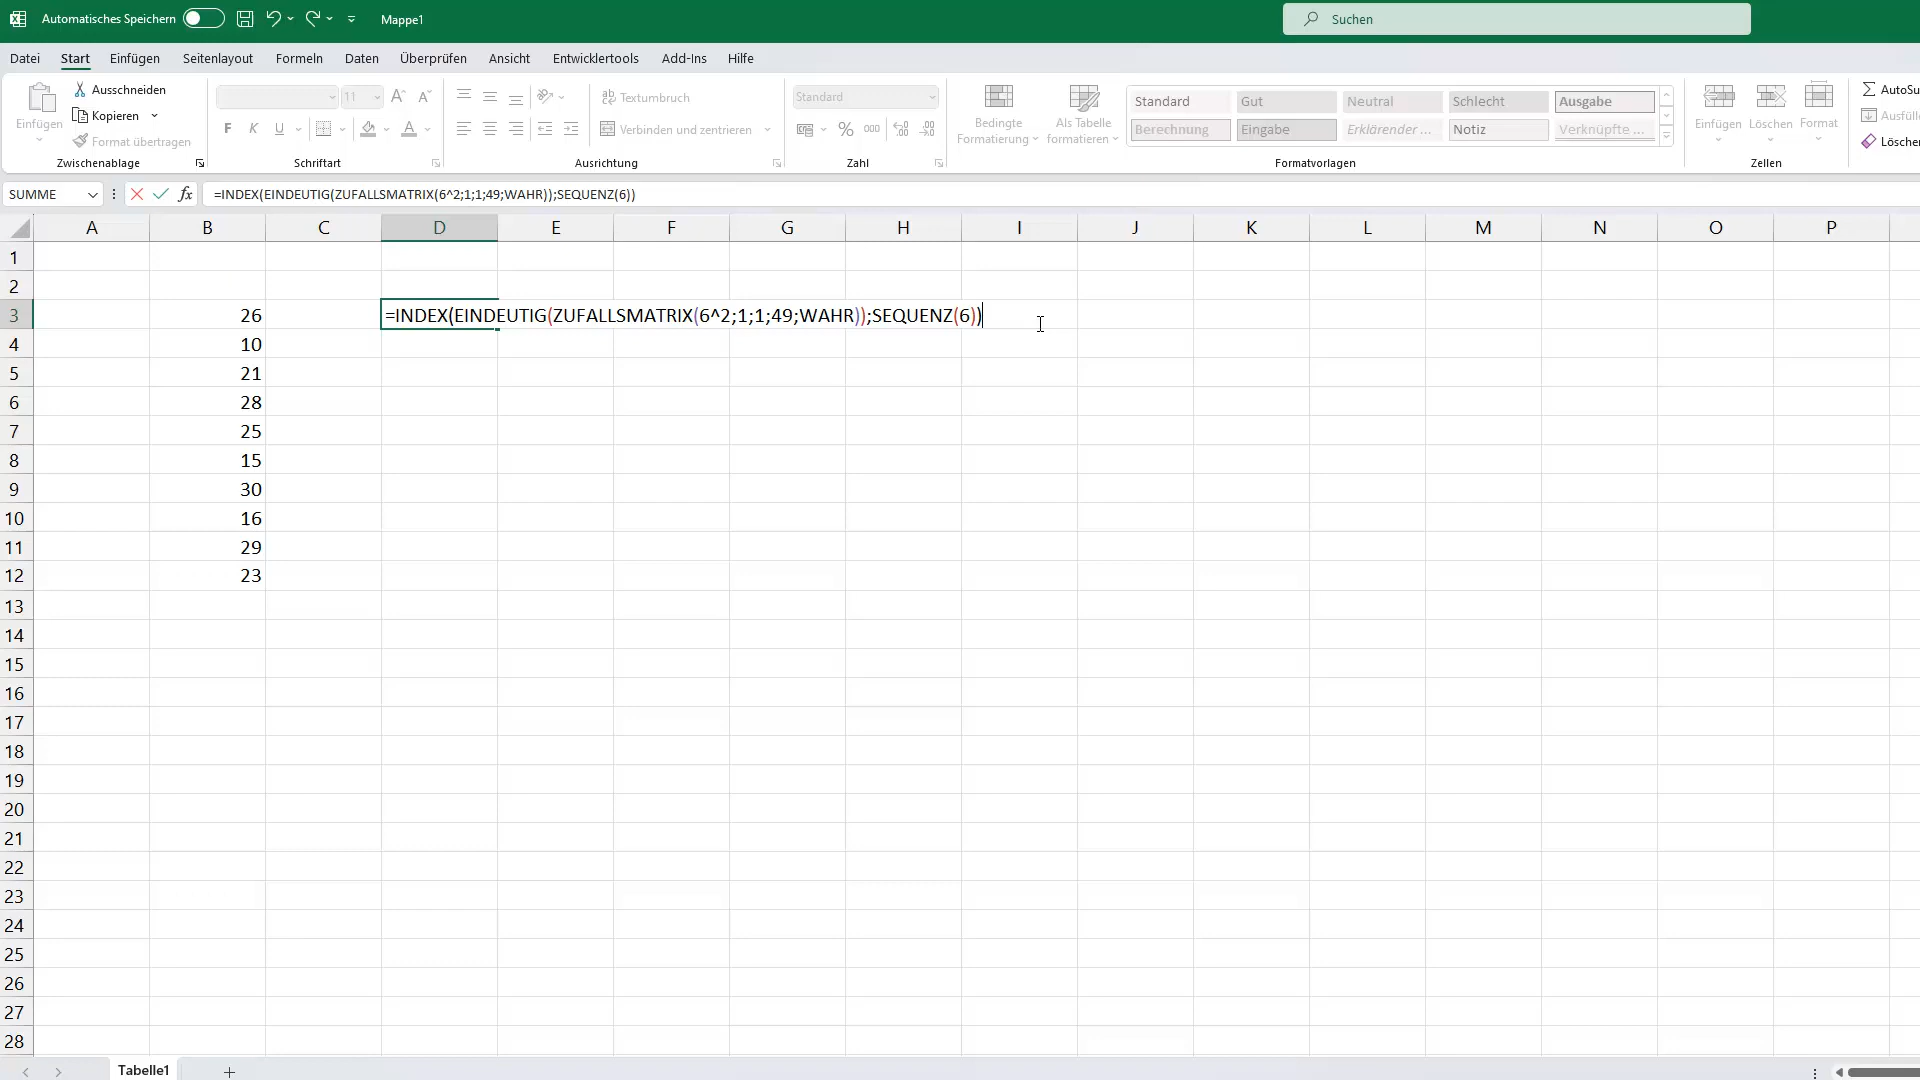 Automatisches Speichern
Mappe1
Suchen
Datei Start Einfügen Seitenlayout Formeln Daten Überprüfen Ansicht Entwicklertools Add-Ins Hilfe
Einfügen
Ausschneiden
Kopieren
Format übertragen
Zwischenablage
11
F K U
Schriftart
Textumbruch
Verbinden und zentrieren
Ausrichtung
Standard
% 000
Zahl
Bedingte Formatierung
Als Tabelle formatieren
Standard Gut Neutral Schlecht Ausgabe
Berechnung Eingabe Erklärender ... Notiz Verknüpfte ...
Formatvorlagen
Einfügen Löschen Format
Zellen
AutoSu
Ausfülle
Löschen
SUMME
fx
=INDEX(EINDEUTIG(ZUFALLSMATRIX(6^2;1;1;49;WAHR));SEQUENZ(6))
A B C D E F G H I J K L M N O P
1
2
3 26 =INDEX(EINDEUTIG(ZUFALLSMATRIX(6^2;1;1;49;WAHR));SEQUENZ(6))
4 10
5 21
6 28
7 25
8 15
9 30
10 16
11 29
12 23
13
14
15
16
17
18
19
20
21
22
23
24
25
26
27
28
Tabelle1